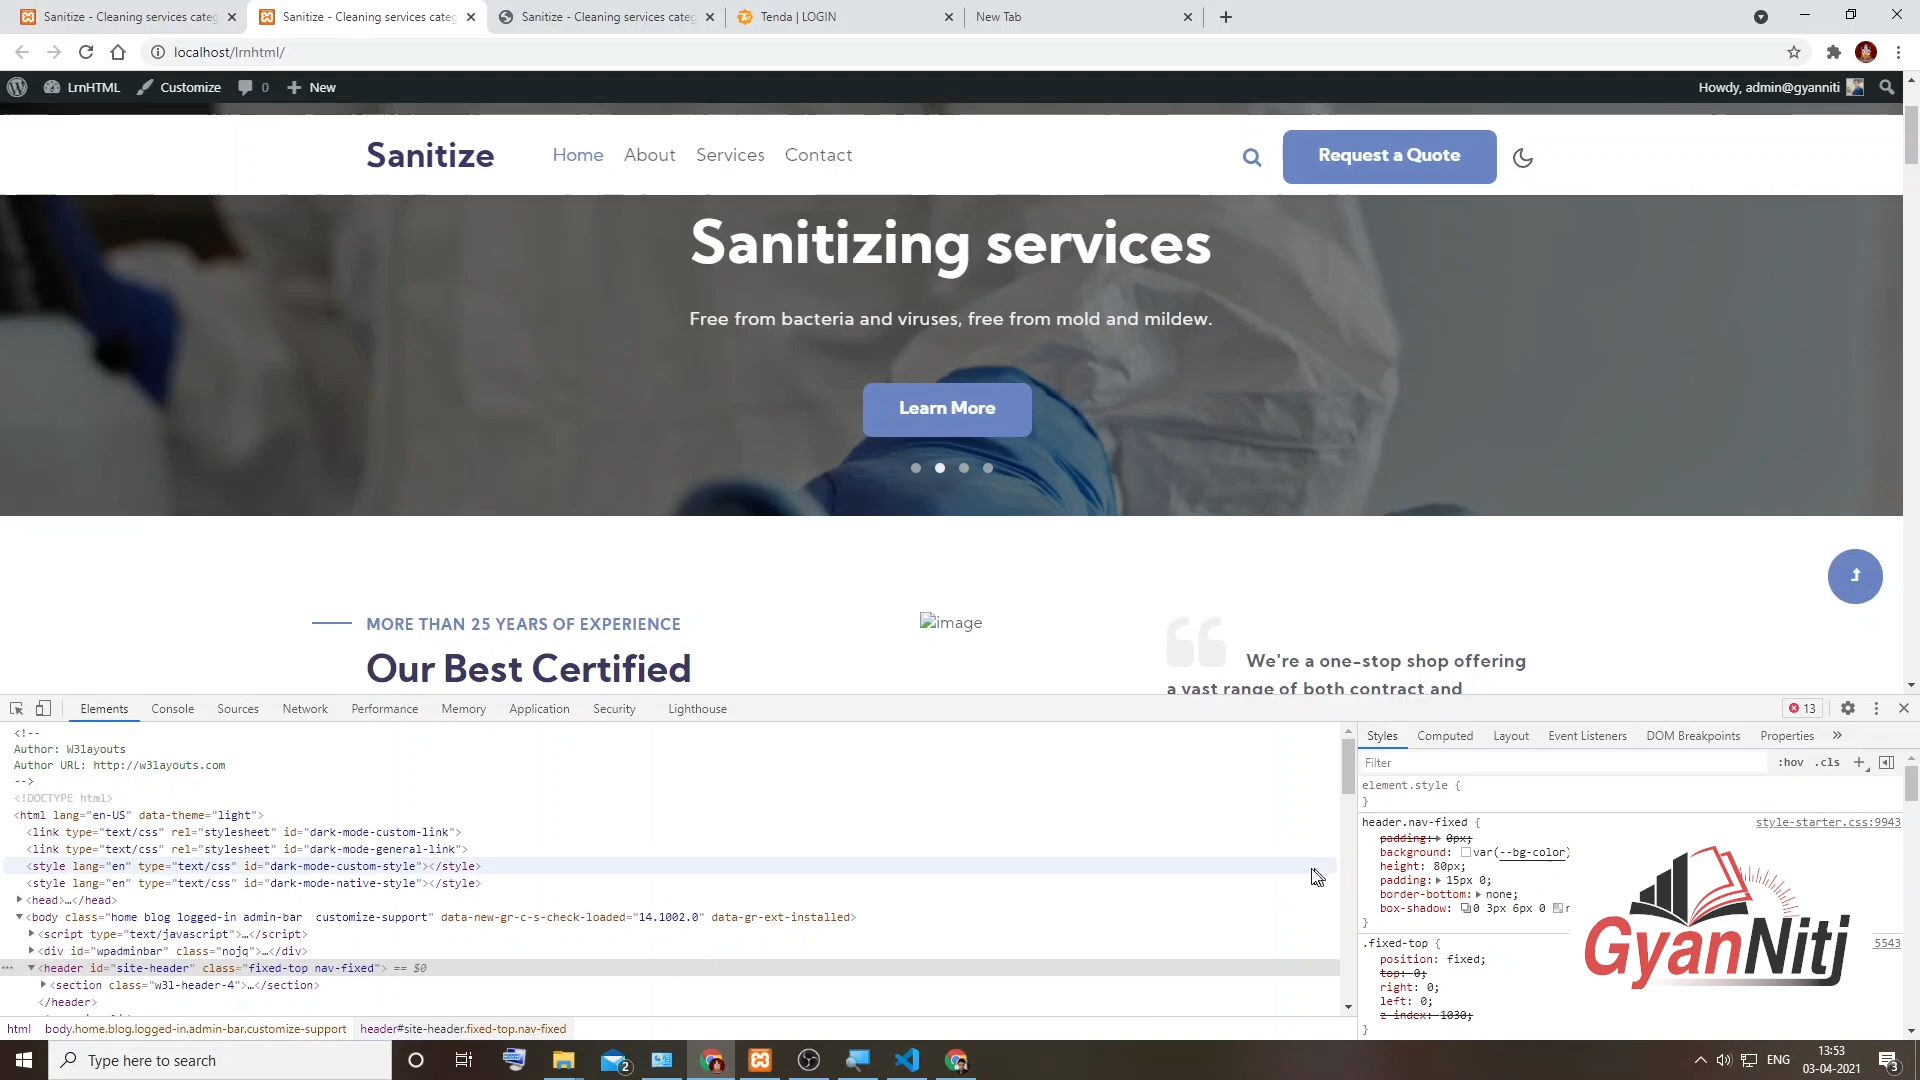 Sanitize - Cleaning services categ
Sanitize - Cleaning services categ
Sanitize - Cleaning services categ
Tenda | LOGIN
New Tab
localhost/lrnhtml/
LrnHTML
Customize
0
New
Howdy, admin@gyanniti
Sanitize
Home
About
Services
Contact
Request a Quote
Sanitizing services
Free from bacteria and viruses, free from mold and mildew.
Learn More
MORE THAN 25 YEARS OF EXPERIENCE
Our Best Certified
image
We're a one-stop shop offering
a vast range of both contract and
Elements
Console
Sources
Network
Performance
Memory
Application
Security
Lighthouse
13
<!--
Author: W3layouts
Author URL: http://w3layouts.com
-->
<!DOCTYPE html>
<html lang="en-US" data-theme="light">
<link type="text/css" rel="stylesheet" id="dark-mode-custom-link">
<link type="text/css" rel="stylesheet" id="dark-mode-general-link">
<style lang="en" type="text/css" id="dark-mode-custom-style"></style>
<style lang="en" type="text/css" id="dark-mode-native-style"></style>
<head>…</head>
<body class="home blog logged-in admin-bar  customize-support" data-new-gr-c-s-check-loaded="14.1002.0" data-gr-ext-installed>
<script type="text/javascript">…</script>
<div id="wpadminbar" class="nojq">…</div>
<header id="site-header" class="fixed-top nav-fixed"> == $0
<section class="w3l-header-4">…</section>
</header>
html
body.home.blog.logged-in.admin-bar.customize-support
header#site-header.fixed-top.nav-fixed
Styles
Computed
Layout
Event Listeners
DOM Breakpoints
Properties
Filter
:hov
.cls
element.style {
}
header.nav-fixed {
style-starter.css:9943
padding: 0px;
background: var(--bg-color)
height: 80px;
padding: 15px 0;
border-bottom: none;
box-shadow: 0 3px 6px 0
}
.fixed-top {
5543
position: fixed;
top: 0;
right: 0;
left: 0;
z-index: 1030;
}
GyanNiti
Type here to search
2
ENG
13:53
03-04-2021
3